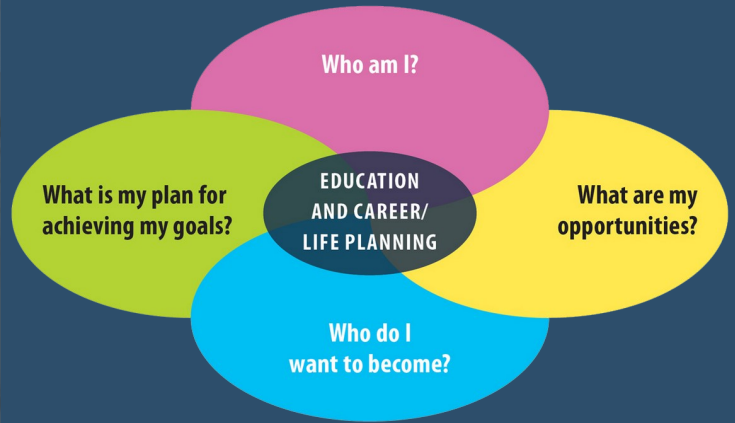 Who am I?
What is my plan for
achieving my goals?
EDUCATION
AND CAREER/
LIFE PLANNING
What are my
opportunities?
Who do I
want to become?